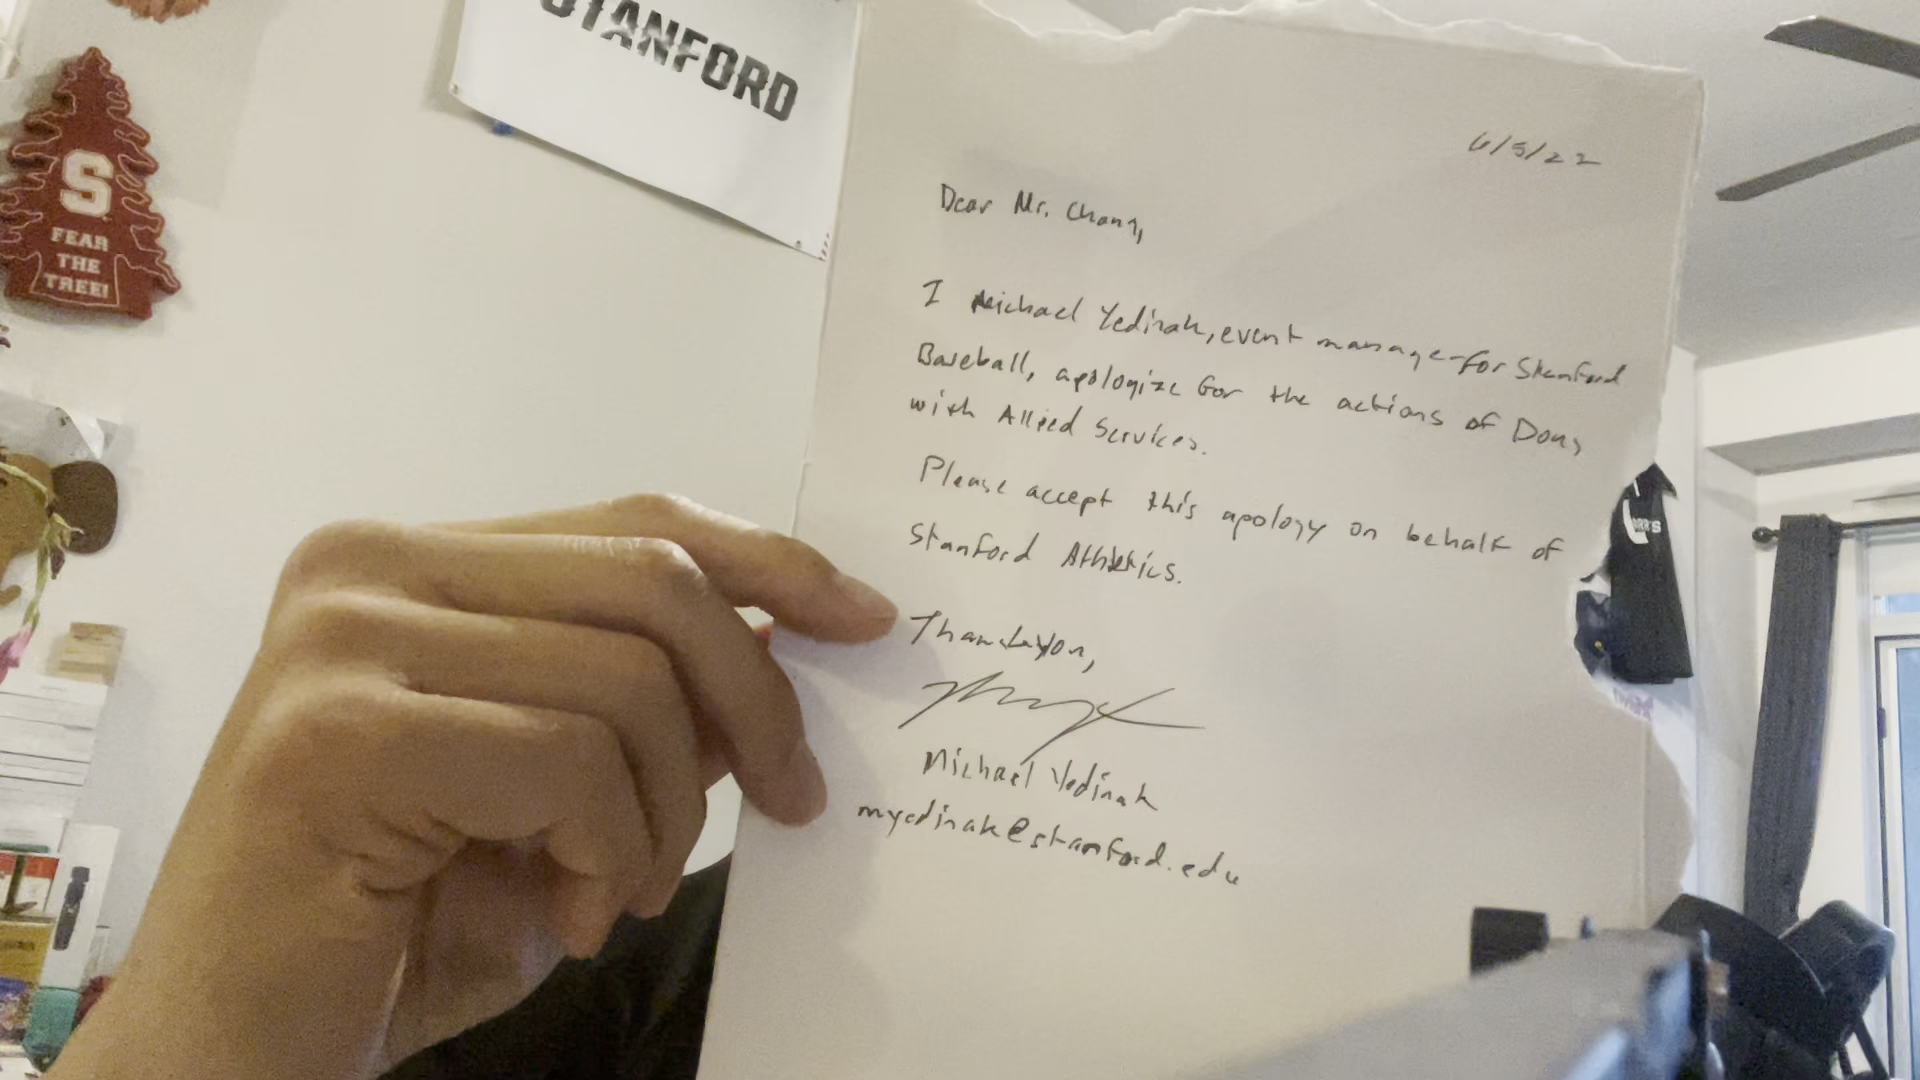 STANFORD
S
FEAR
THE
TREE!
6/5/22
Dear Mr. Chang,
I Michael Yedinak, event manager for Stanford
Baseball, apologize for the actions of Doug
with Allied Services.
Please accept this apology on behalf of
Stanford Athletics.
Thank you,
Michael Yedinak
myedinak@stanford.edu